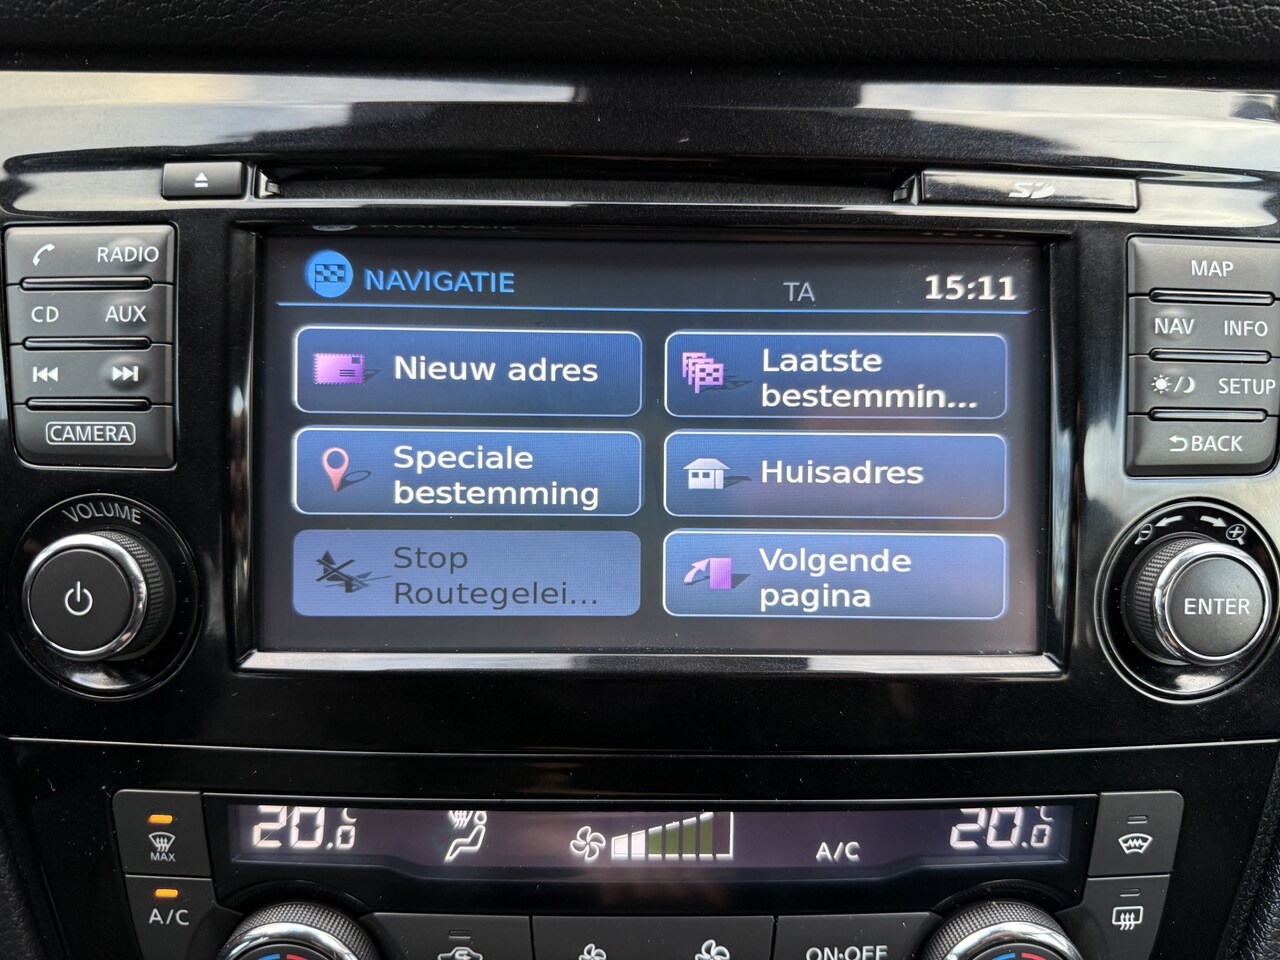 RADIO
CD AUX
CAMERA
VOLUME
NAVIGATIE
TA
15:11
Nieuw adres
Laatste
bestemmin...
Speciale
bestemming
Huisadres
Stop
Routegelei...
Volgende
pagina
SD
MAP
NAV INFO
SETUP
BACK
ENTER
20.0°C
A/C
20.0°C
MAX
A/C
ON·OFF